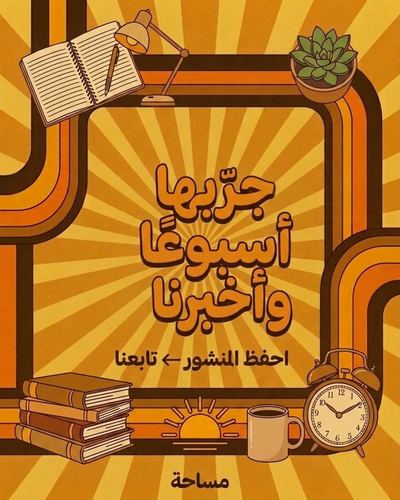 جرّبها
أسبوعًا
وأخبرنا
احفظ المنشور ← تابعنا
مساحة